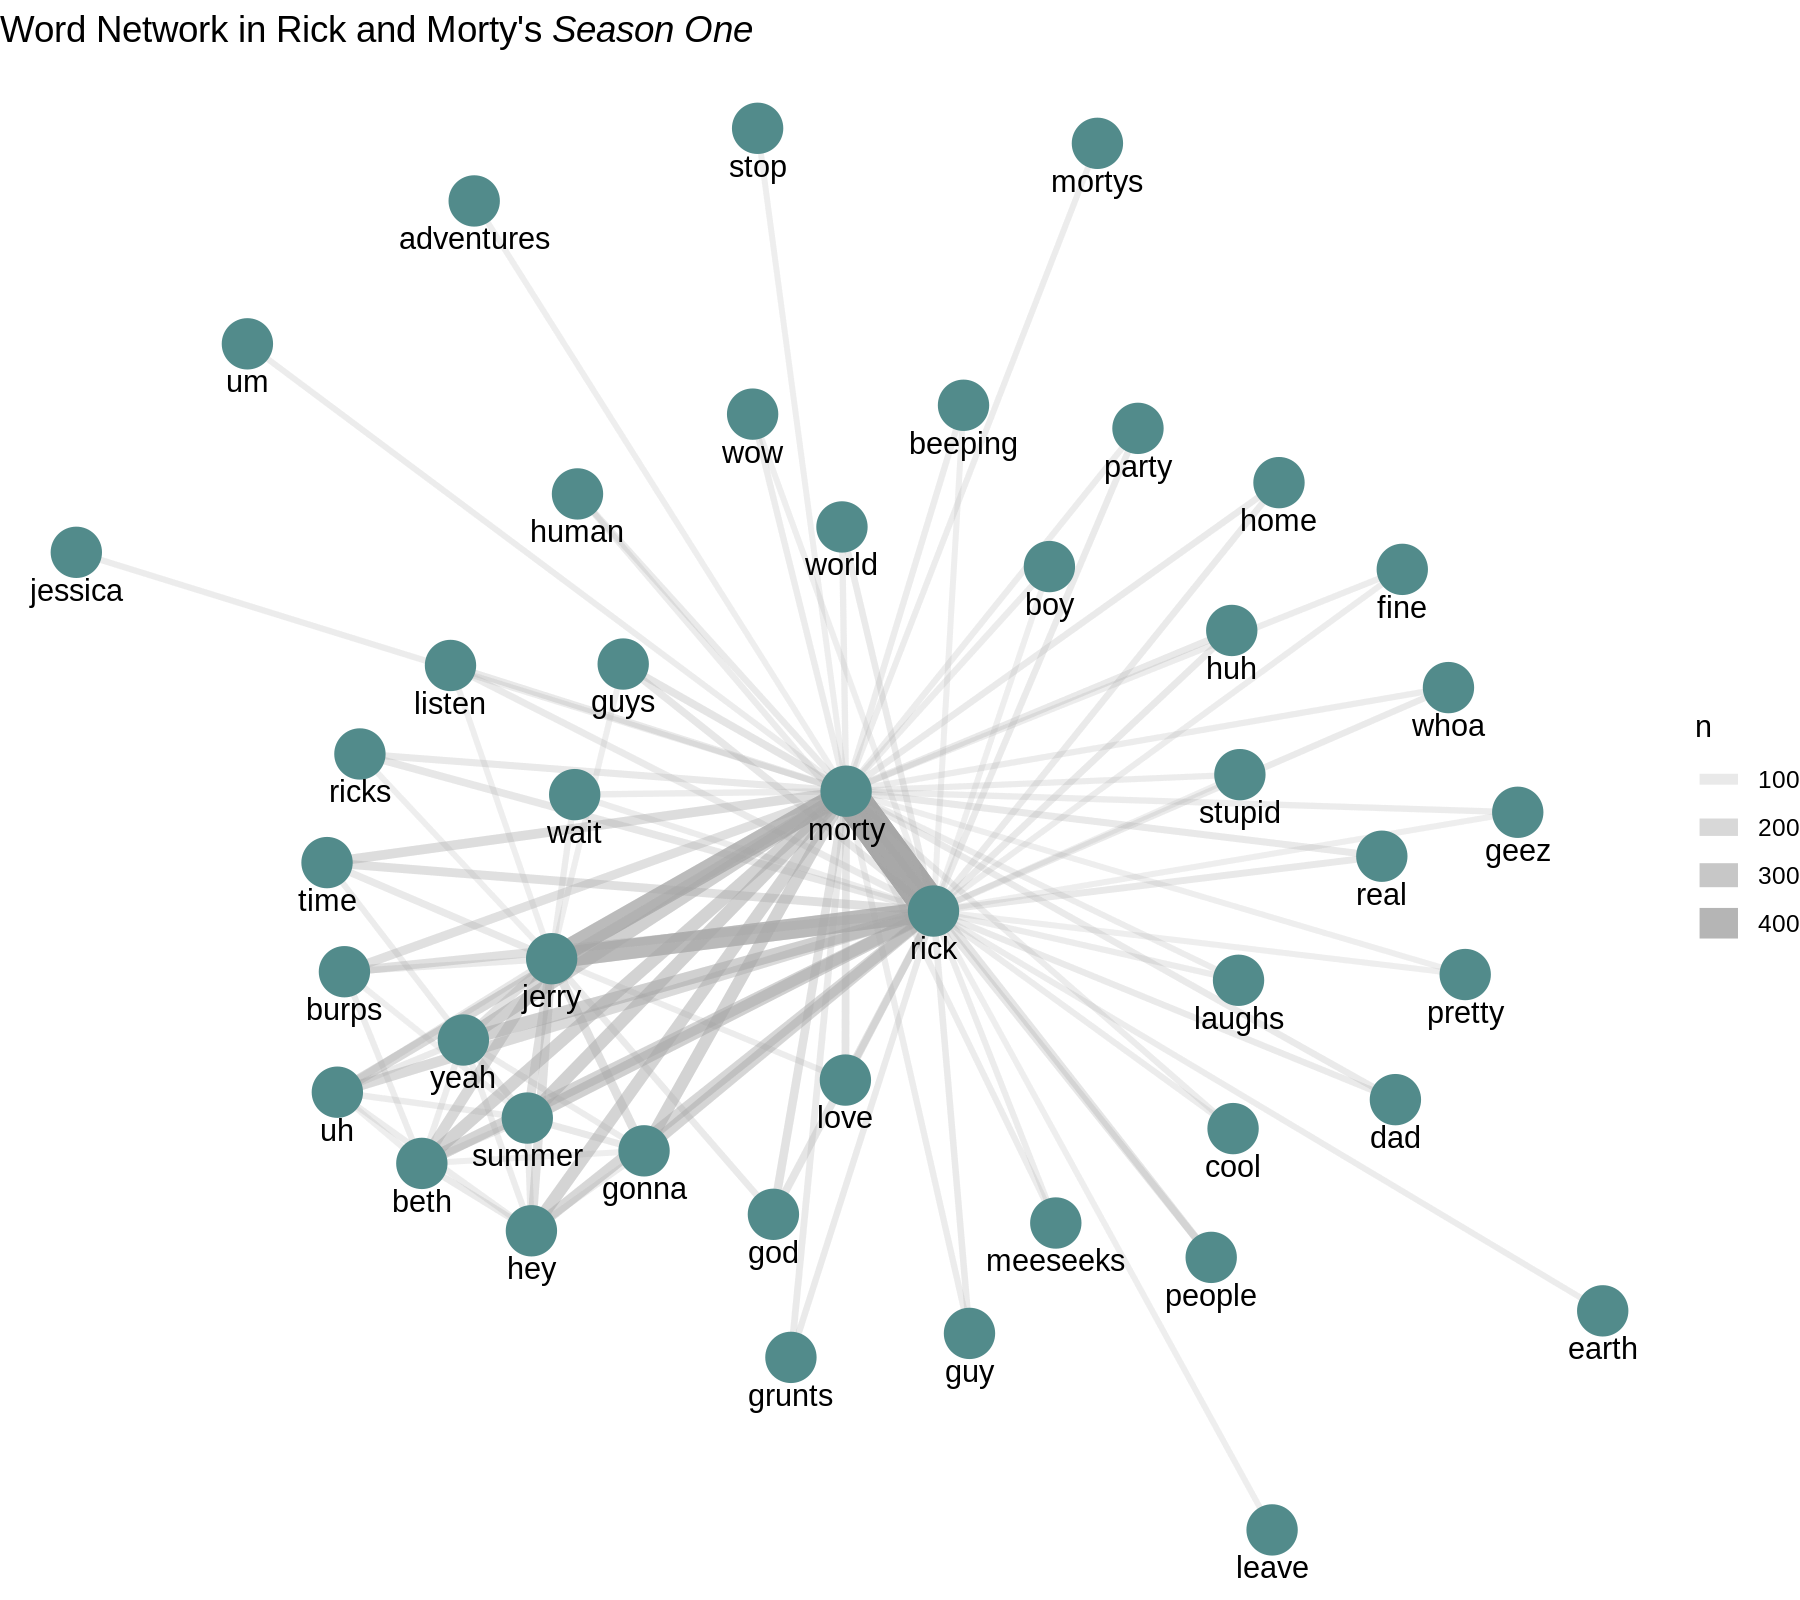 Word Network in Rick and Morty's Season One
stop
mortys
adventures
um
wow
beeping
party
home
human
world
boy
fine
jessica
listen
guys
huh
whoa
n
ricks
wait
morty
stupid
geez
100
200
300
400
time
real
rick
burps
jerry
laughs
pretty
yeah
uh
love
summer
beth
gonna
cool
dad
hey
god
meeseeks
people
guy
grunts
earth
leave